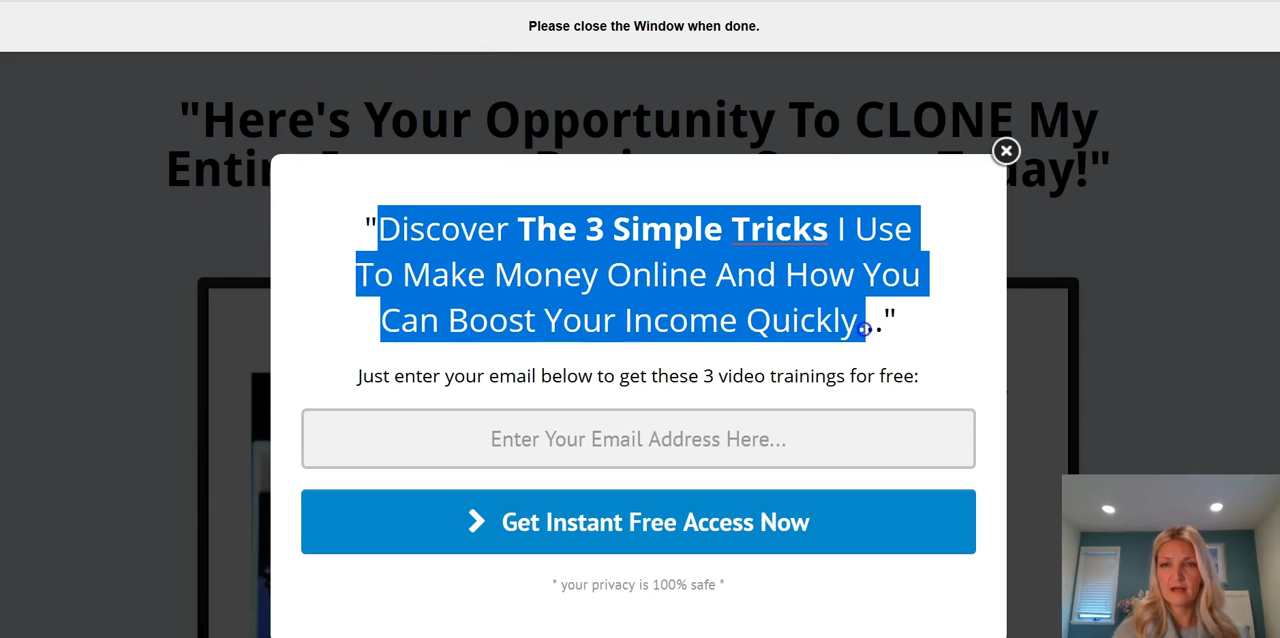 Please close the Window when done.
"Here's Your Opportunity To CLONE My
"Discover The 3 Simple Tricks I Use
To Make Money Online And How You
Can Boost Your Income Quickly..."
Just enter your email below to get these 3 video trainings for free:
Enter Your Email Address Here...
Get Instant Free Access Now
* your privacy is 100% safe *